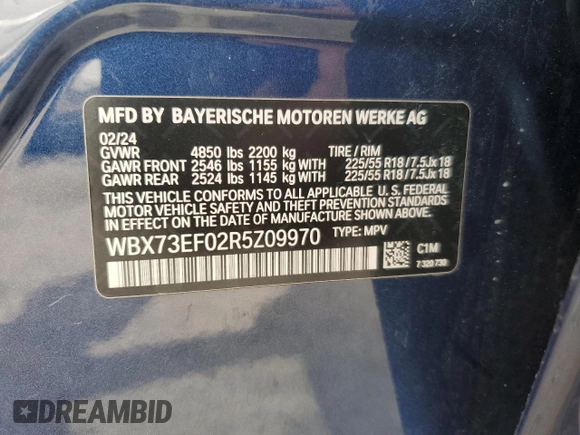 MFD BY BAYERISCHE MOTOREN WERKE AG
02/24
GVWR 4850 lbs 2200 kg TIRE / RIM
GAWR FRONT 2546 lbs 1155 kg WITH 225/55 R18 / 7.5Jx18
GAWR REAR 2524 lbs 1145 kg WITH 225/55 R18 / 7.5Jx18
THIS VEHICLE CONFORMS TO ALL APPLICABLE U. S. FEDERAL
MOTOR VEHICLE SAFETY AND THEFT PREVENTION STANDARDS
IN EFFECT ON THE DATE OF MANUFACTURE SHOWN ABOVE.
WBX73EF02R5Z09970 TYPE: MPV
C1M
7 320 730
DREAMBID